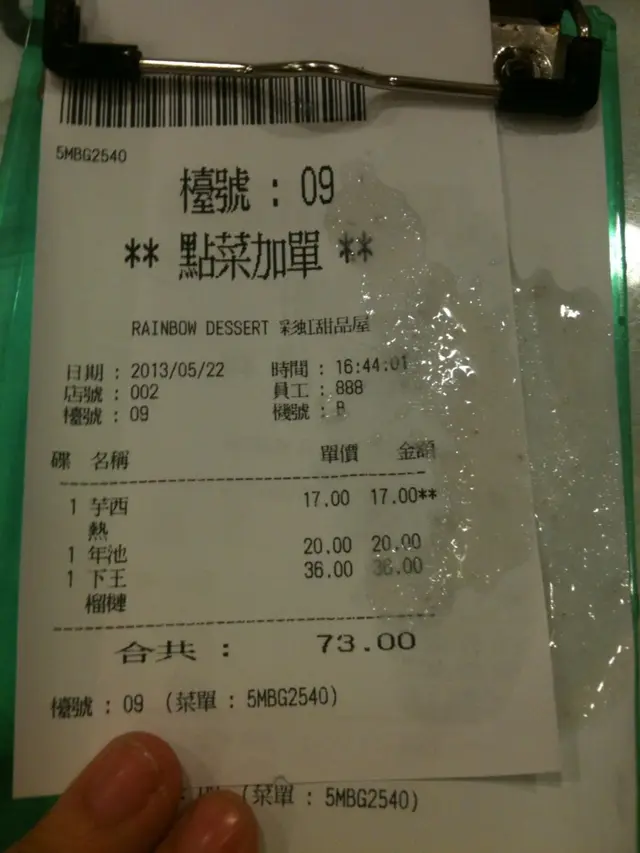 5MBG2540
檯號 : 09
** 點菜加單 **
RAINBOW DESSERT 彩虹甜品屋
日期 : 2013/05/22 時間 : 16:44:01
店號 : 002 員工 : 888
檯號 : 09 機號 : B
碟 名稱 單價 金額
1 芋西 17.00 17.00**
熱
1 年池 20.00 20.00
1 下王 36.00 36.00
榴槤
合共 : 73.00
檯號 : 09 (菜單 : 5MBG2540)
(菜單 : 5MBG2540)